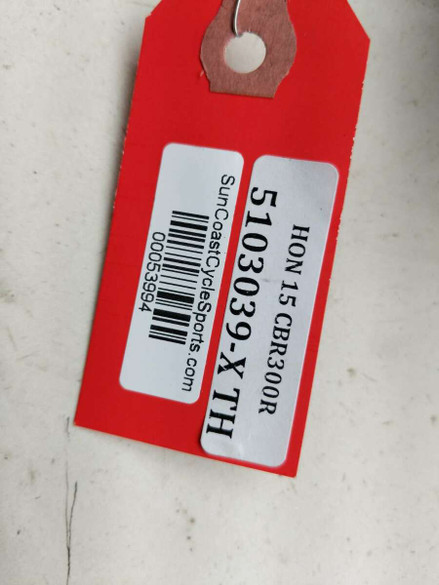 HON 15 CBR300R
5103039-X TH
SunCoastCycleSports.com
00053994